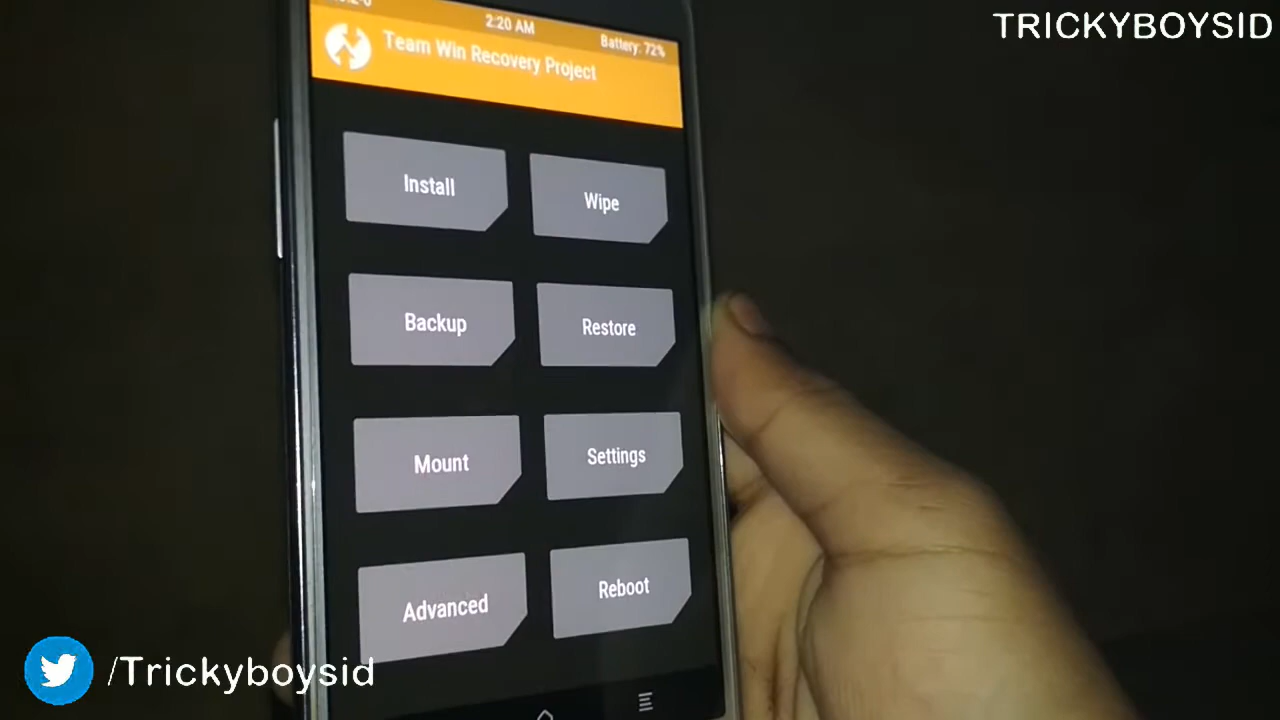 TRICKYBOYSID
2:20 AM
Battery: 72%
Team Win Recovery Project
Install
Wipe
Backup
Restore
Mount
Settings
Advanced
Reboot
/Trickyboysid